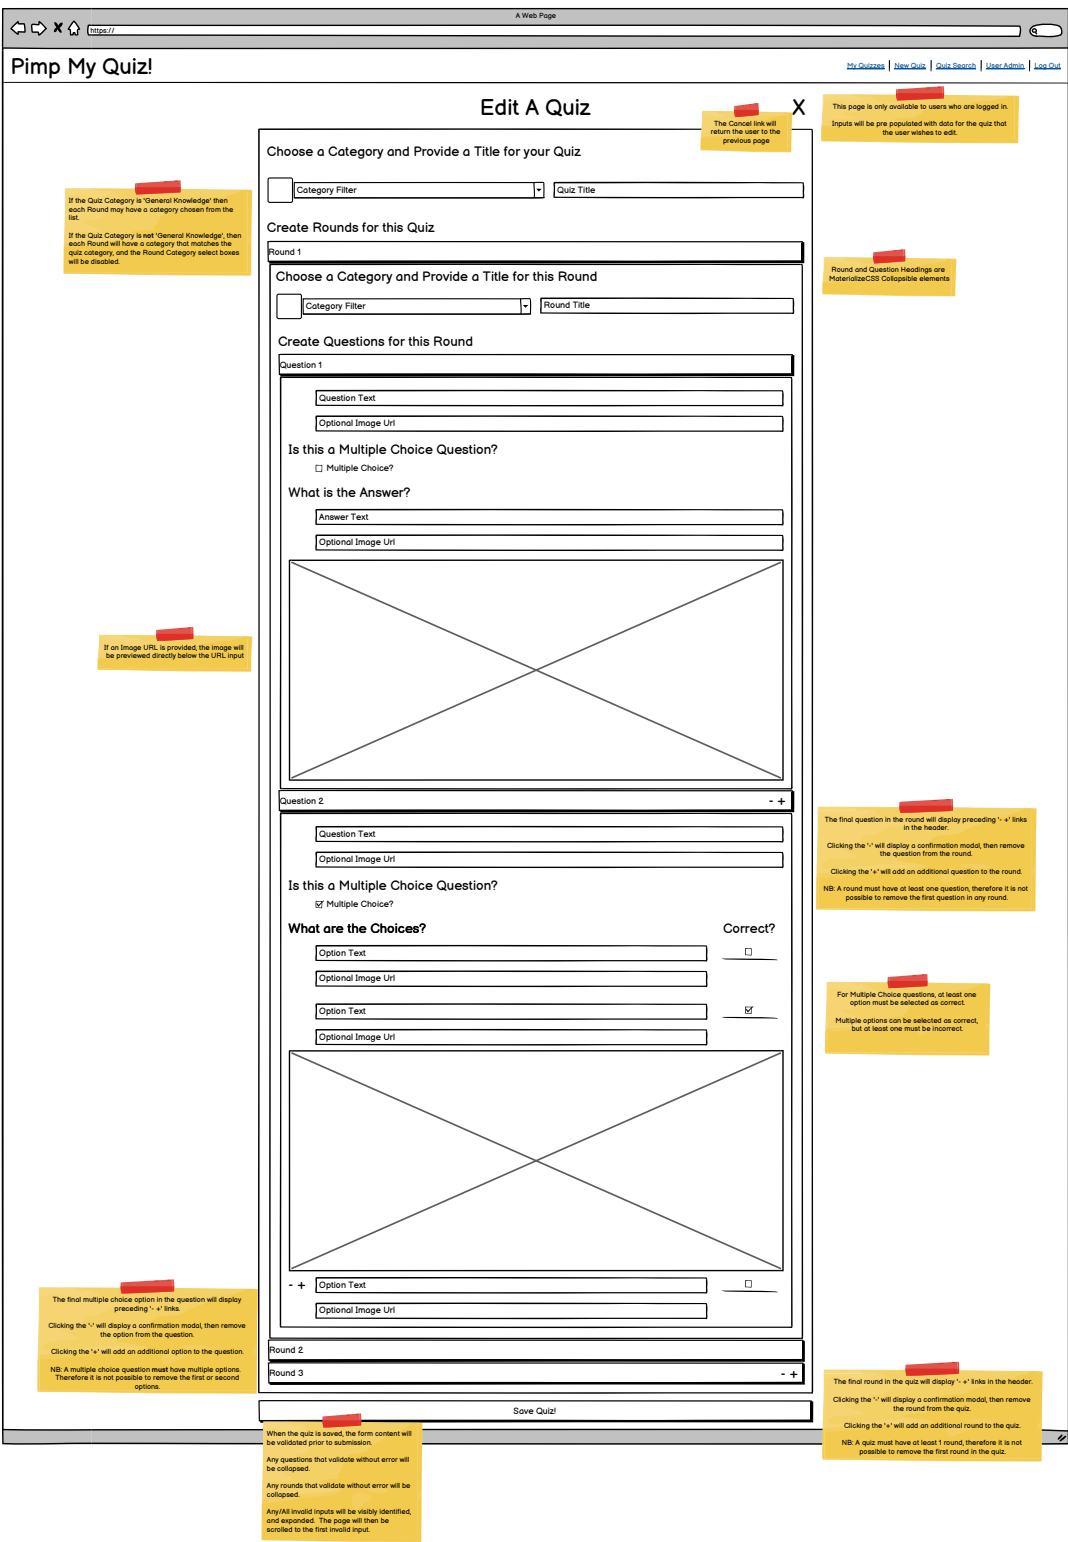 A Web Page
https://
Pimp My Quiz!
My Quizzes | New Quiz | Quiz Search | User Admin | Log Out
Edit A Quiz
X
The Cancel link will
return the user to the
previous page
This page is only available to users who are logged in.
Inputs will be pre populated with data for the quiz that
the user wishes to edit.
Choose a Category and Provide a Title for your Quiz
Category Filter
Quiz Title
If the Quiz Category is 'General Knowledge' then
each Round may have a category chosen from the
list.
If the Quiz Category is not 'General Knowledge', then
each Round will have a category that matches the
quiz category, and the Round Category select boxes
will be disabled.
Create Rounds for this Quiz
Round 1
Round and Question Headings are
MaterializeCSS Collapsible elements
Choose a Category and Provide a Title for this Round
Category Filter
Round Title
Create Questions for this Round
Question 1
Question Text
Optional Image Url
Is this a Multiple Choice Question?
Multiple Choice?
What is the Answer?
Answer Text
Optional Image Url
If an Image URL is provided, the image will
be previewed directly below the URL input
Question 2
- +
The final question in the round will display preceding '- +' links
in the header.
Clicking the '-' will display a confirmation modal, then remove
the question from the round.
Clicking the '+' will add an additional question to the round.
NB: A round must have at least one question, therefore it is not
possible to remove the first question in any round.
Question Text
Optional Image Url
Is this a Multiple Choice Question?
Multiple Choice?
What are the Choices?
Correct?
Option Text
Optional Image Url
Option Text
Optional Image Url
For Multiple Choice questions, at least one
option must be selected as correct.
Multiple options can be selected as correct,
but at least one must be incorrect.
- +
Option Text
Optional Image Url
The final multiple choice option in the question will display
preceding '- +' links.
Clicking the '-' will display a confirmation modal, then remove
the option from the question.
Clicking the '+' will add an additional option to the question.
NB: A multiple choice question must have multiple options.
Therefore it is not possible to remove the first or second
options.
Round 2
Round 3
- +
The final round in the quiz will display '- +' links in the header.
Clicking the '-' will display a confirmation modal, then remove
the round from the quiz.
Clicking the '+' will add an additional round to the quiz.
NB: A quiz must have at least 1 round, therefore it is not
possible to remove the first round in the quiz.
Save Quiz!
When the quiz is saved, the form content will
be validated prior to submission.
Any questions that validate without error will
be collapsed.
Any rounds that validate without error will be
collapsed.
Any/All invalid inputs will be visibly identified,
and expanded. The page will then be
scrolled to the first invalid input.